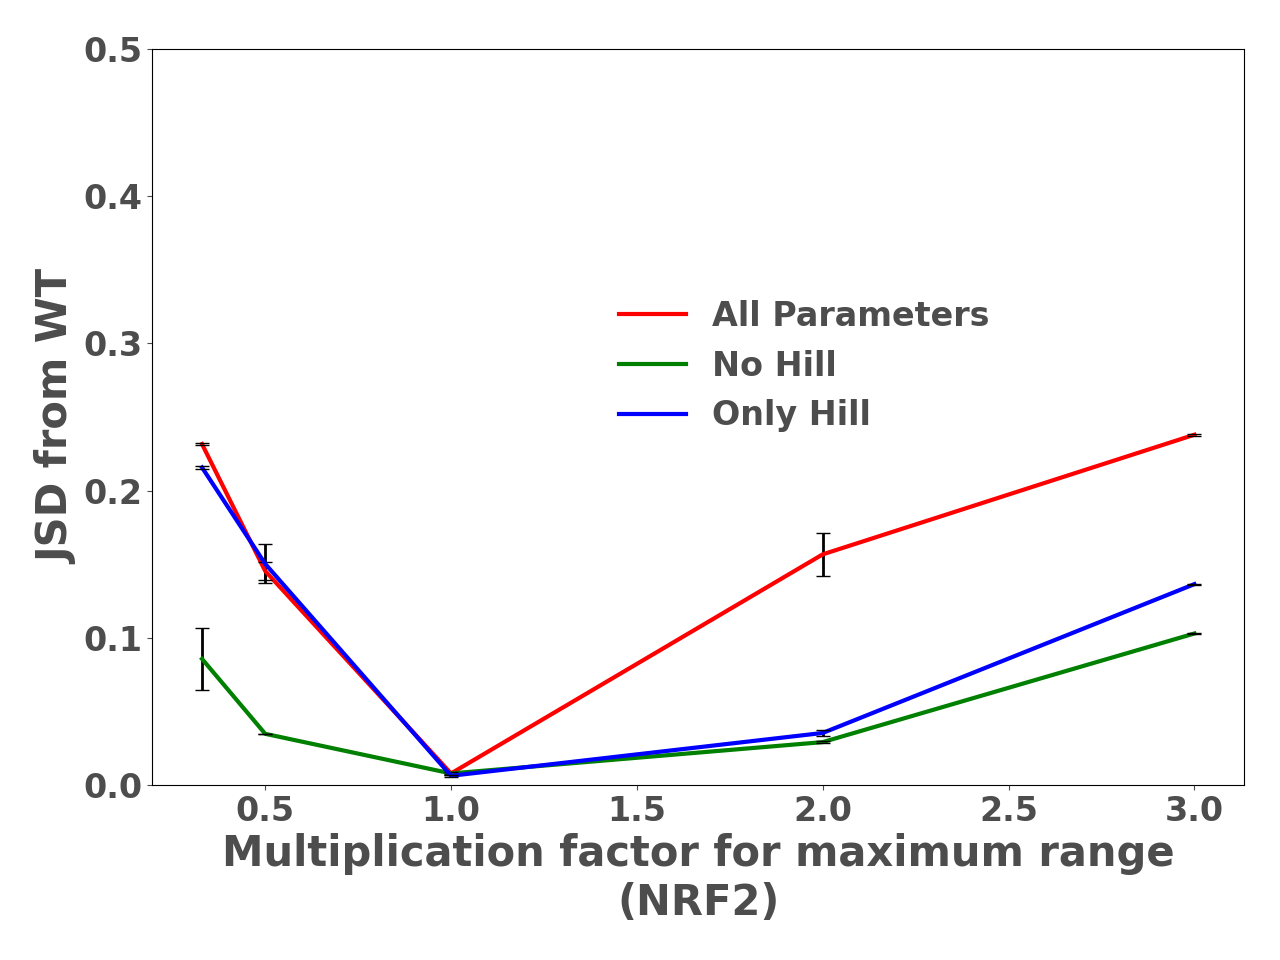 0.5
0.4
0.3
0.2
0.1
0.0
JSD from WT
All Parameters
No Hill
Only Hill
0.5 1.0 1.5 2.0 2.5 3.0
Multiplication factor for maximum range
(NRF2)